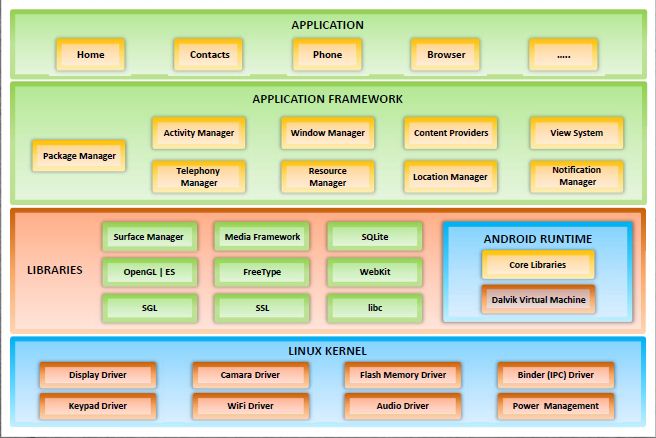 APPLICATION
Home
Contacts
Phone
Browser
.....
APPLICATION FRAMEWORK
Package Manager
Activity Manager
Window Manager
Content Providers
View System
Telephony
Manager
Resource
Manager
Location Manager
Notification
Manager
LIBRARIES
Surface Manager
Media Framework
SQLite
OpenGL | ES
FreeType
WebKit
SGL
SSL
libc
ANDROID RUNTIME
Core Libraries
Dalvik Virtual Machine
LINUX KERNEL
Display Driver
Camara Driver
Flash Memory Driver
Binder (IPC) Driver
Keypad Driver
WiFi Driver
Audio Driver
Power Management